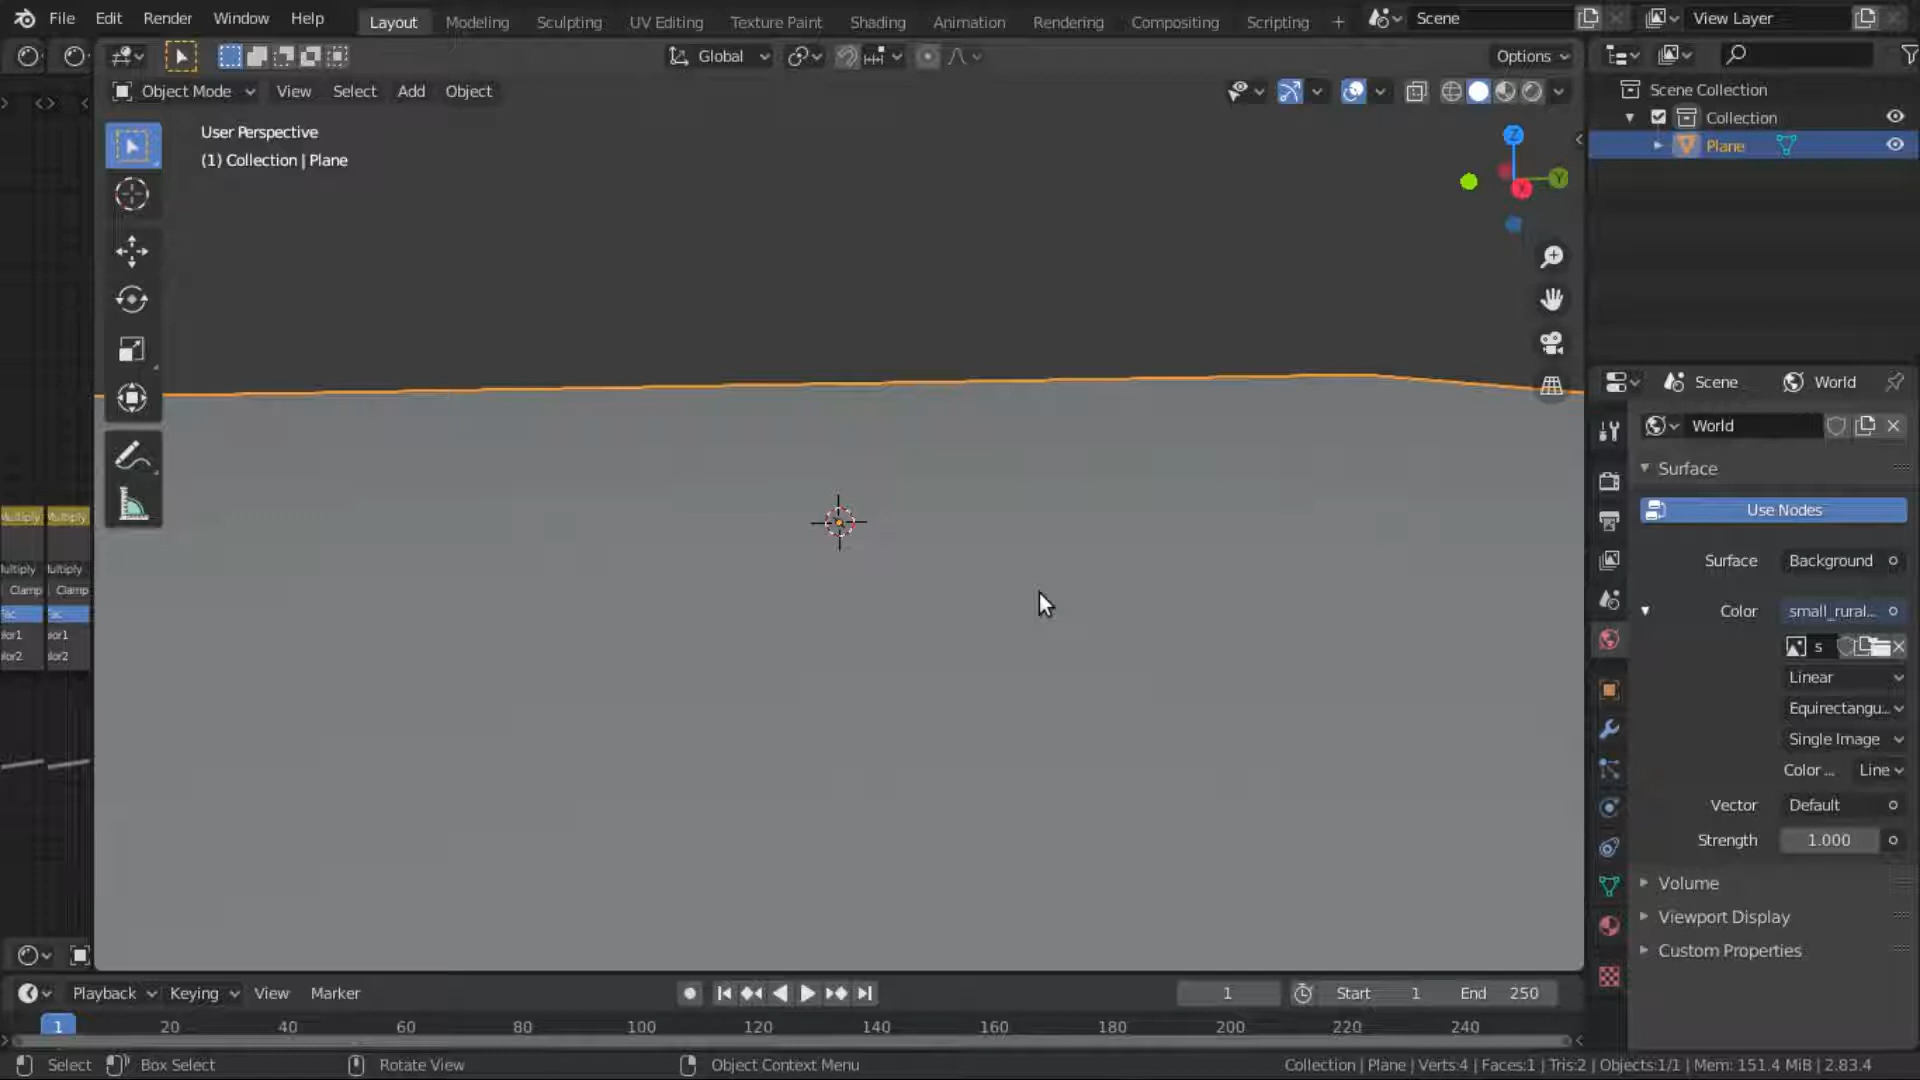 File Edit Render Window Help Layout Modeling Sculpting UV Editing Texture Paint Shading Animation Rendering Compositing Scripting + Scene View Layer
Global Options
Object Mode View Select Add Object
User Perspective
(1) Collection | Plane
Z
Y
X
Scene Collection
Collection
Plane
Scene World
World
Surface
Use Nodes
Surface Background
Color small_rural...
s
Linear
Equirectangu...
Single Image
Color ... Line
Vector Default
Strength 1.000
Volume
Viewport Display
Custom Properties
Multiply Multiply
Clamp Clamp
Playback Keying View Marker 1 Start 1 End 250
1 20 40 60 80 100 120 140 160 180 200 220 240
Select Box Select Rotate View Object Context Menu Collection | Plane | Verts:4 | Faces:1 | Tris:2 | Objects:1/1 | Mem: 151.4 MiB | 2.83.4